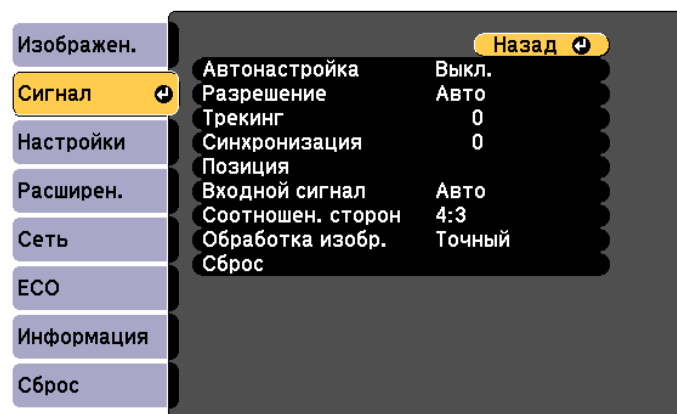 Изображен.
Сигнал
Настройки
Расширен.
Сеть
ECO
Информация
Сброс
Назад
Автонастройка Выкл.
Разрешение Авто
Трекинг 0
Синхронизация 0
Позиция
Входной сигнал Авто
Соотношен. сторон 4:3
Обработка изобр. Точный
Сброс